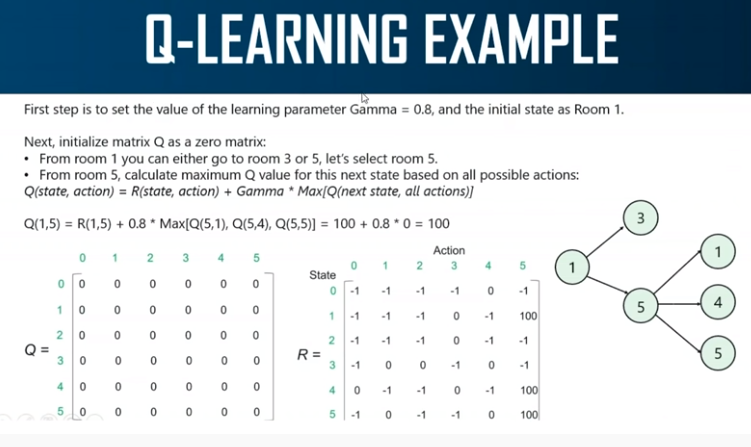 Q-LEARNING EXAMPLE
First step is to set the value of the learning parameter Gamma = 0.8, and the initial state as Room 1.
Next, initialize matrix Q as a zero matrix:
• From room 1 you can either go to room 3 or 5, let's select room 5.
• From room 5, calculate maximum Q value for this next state based on all possible actions:
Q(state, action) = R(state, action) + Gamma * Max[Q(next state, all actions)]
Q(1,5) = R(1,5) + 0.8 * Max[Q(5,1), Q(5,4), Q(5,5)] = 100 + 0.8 * 0 = 100
0 1 2 3 4 5
0 0 0 0 0 0 0
1 0 0 0 0 0 0
2 0 0 0 0 0 0
Q =
3 0 0 0 0 0 0
4 0 0 0 0 0 0
5 0 0 0 0 0 0
Action
State 0 1 2 3 4 5
0 -1 -1 -1 -1 0 -1
1 -1 -1 -1 0 -1 100
2 -1 -1 -1 0 -1 -1
R =
3 -1 0 0 -1 0 -1
4 0 -1 -1 0 -1 100
5 -1 0 -1 -1 0 100
3
1
1
5
4
5